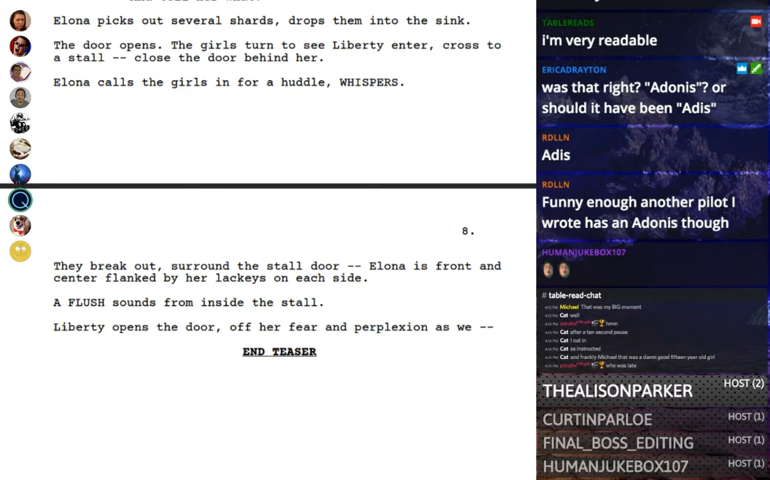 Elona picks out several shards, drops them into the sink.
The door opens. The girls turn to see Liberty enter, cross to
a stall -- close the door behind her.
Elona calls the girls in for a huddle, WHISPERS.
8.
They break out, surround the stall door -- Elona is front and
center flanked by her lackeys on each side.
A FLUSH sounds from inside the stall.
Liberty opens the door, off her fear and perplexion as we --
END TEASER
TABLEREADS
i'm very readable
ERICADRAYTON
was that right? "Adonis"? or
should it have been "Adis"
RDLLN
Adis
RDLLN
Funny enough another pilot I
wrote has an Adonis though
HUMANJUKEBOX107
# table-read-chat
Michael That was my BIG moment
Cat well
hmm
Cat after a ten second pause
Cat I cut in
Cat as instructed
Cat and frankly Michael that was a damn good fifteen year old girl
who was late
THEALISONPARKER HOST (2)
CURTINPARLOE HOST (1)
FINAL_BOSS_EDITING HOST (1)
HUMANJUKEBOX107 HOST (1)